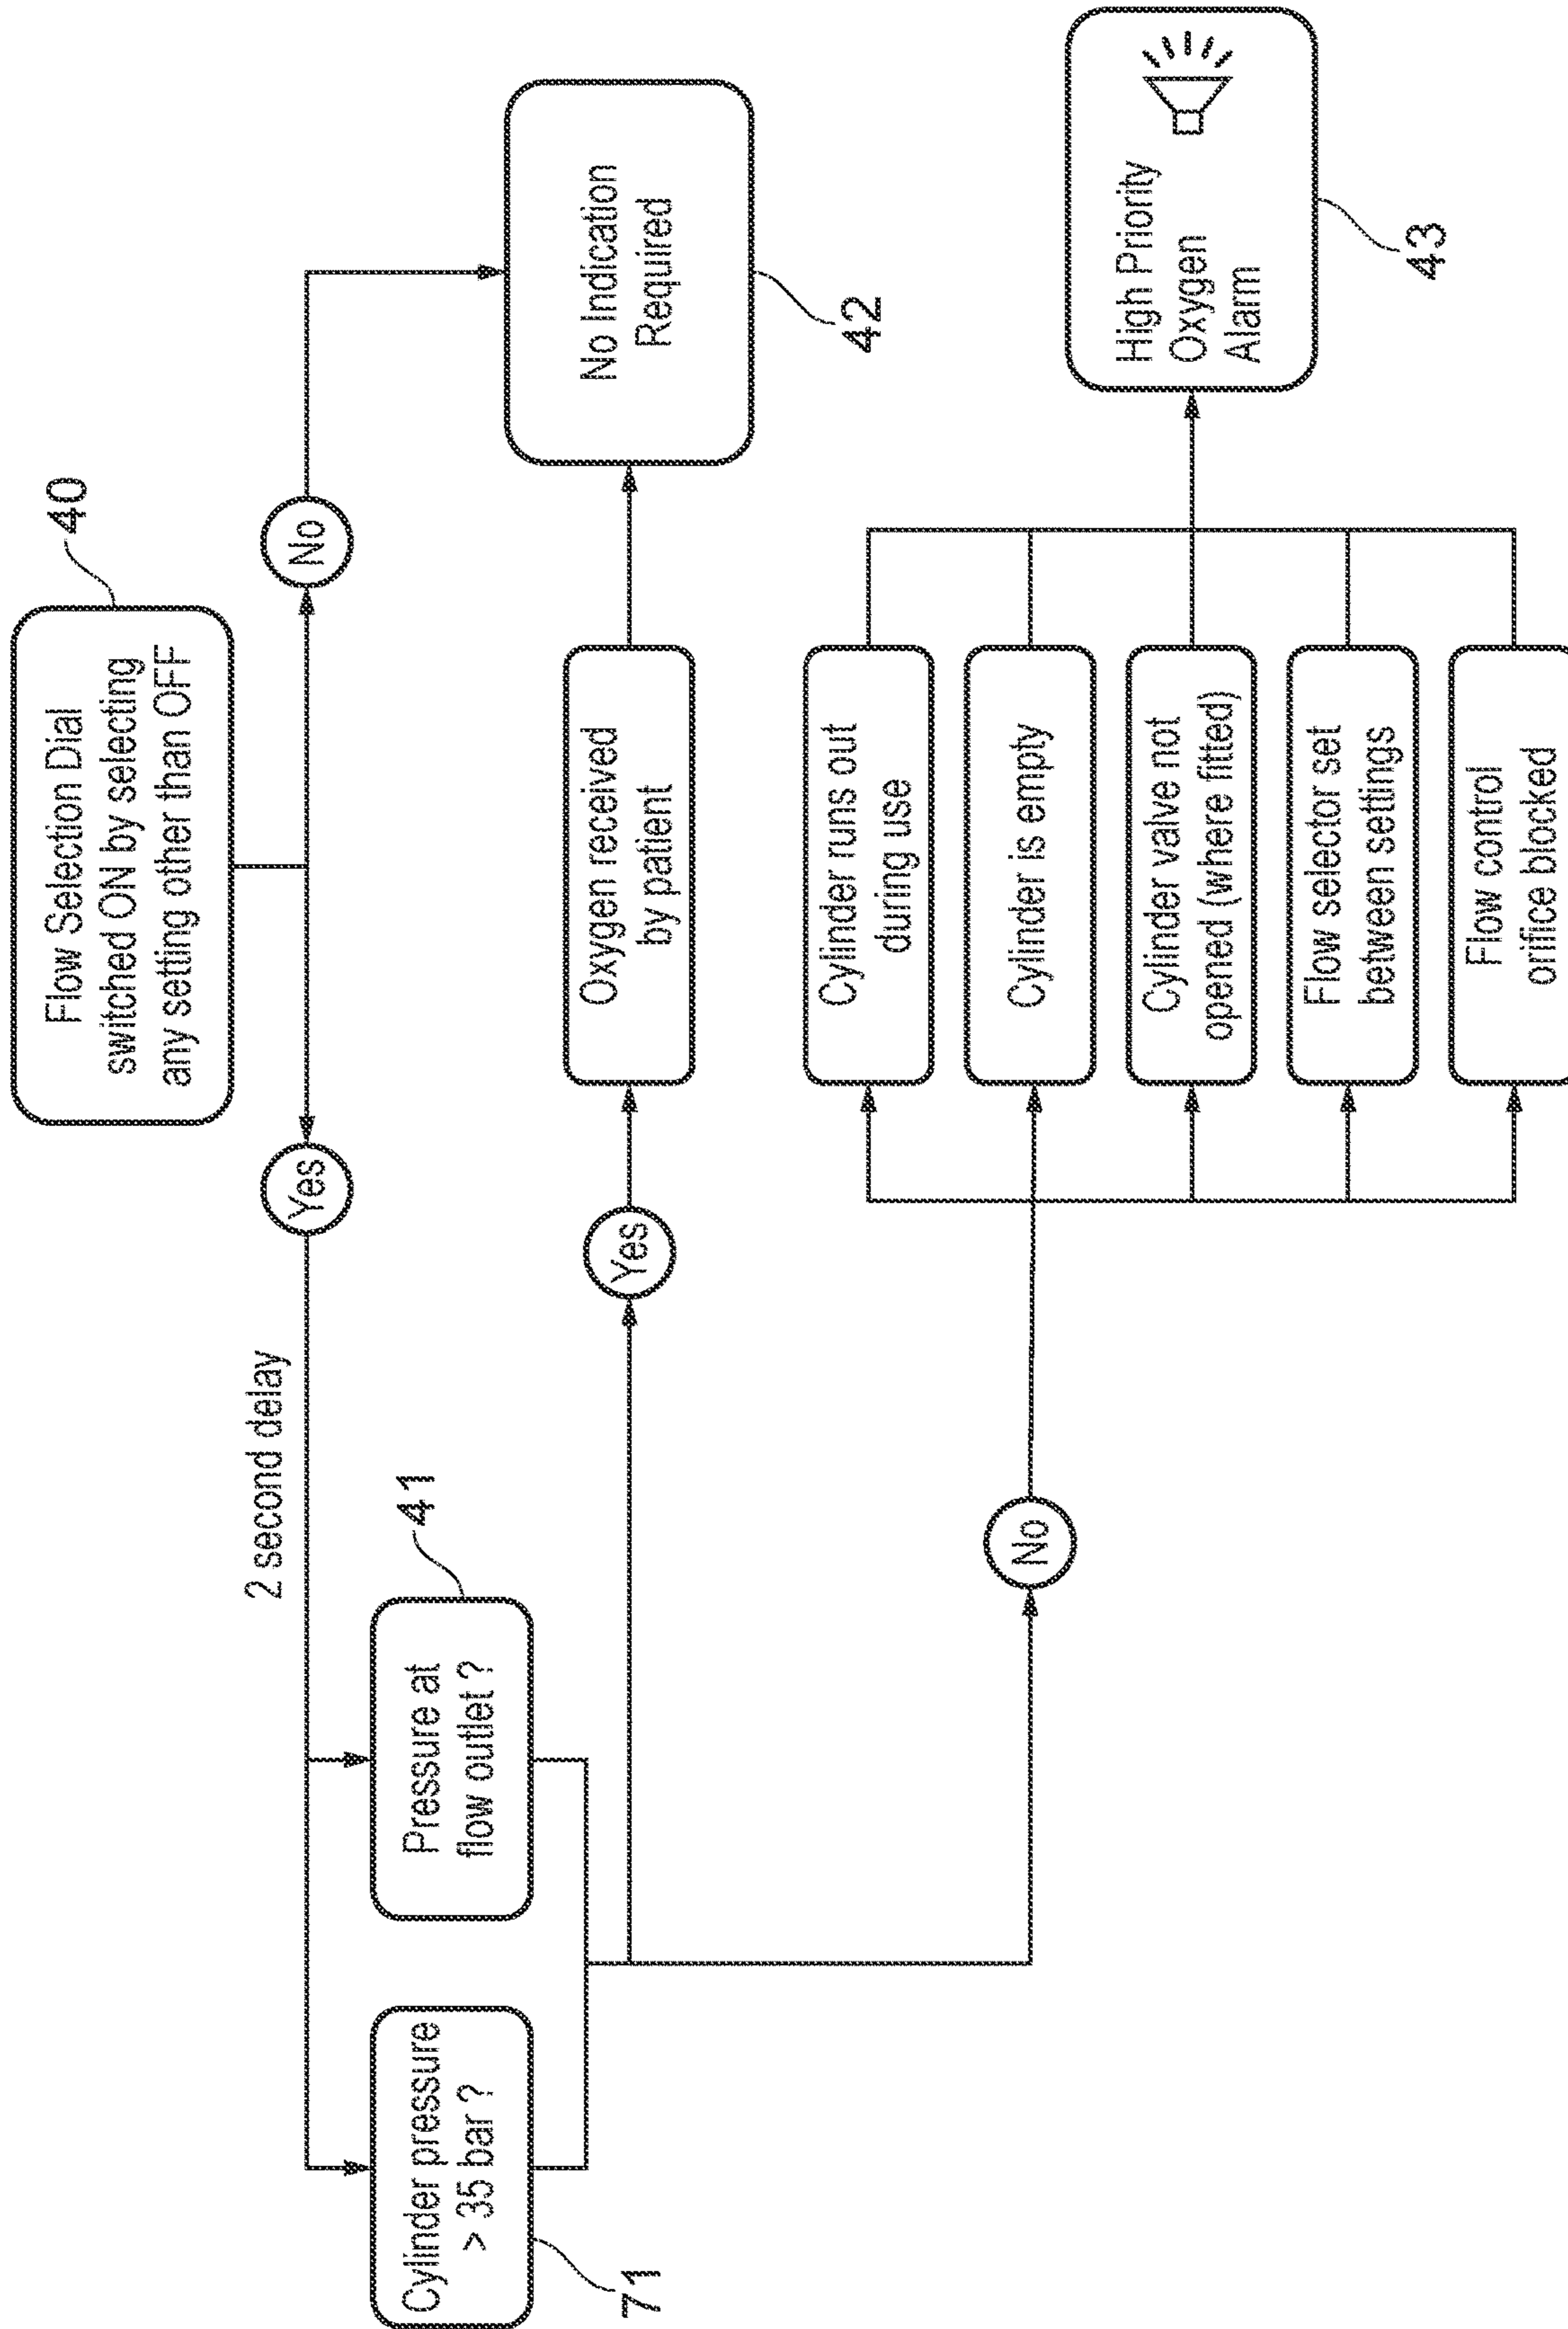 Flow Selection Dial
switched ON by selecting
any setting other than OFF
40
Yes
No
2 second delay
Cylinder pressure
> 35 bar ?
71
Pressure at
flow outlet ?
41
Yes
Oxygen received
by patient
No Indication
Required
42
No
Cylinder runs out
during use
Cylinder is empty
Cylinder valve not
opened (where fitted)
Flow selector set
between settings
Flow control
orifice blocked
High Priority
Oxygen
Alarm
43